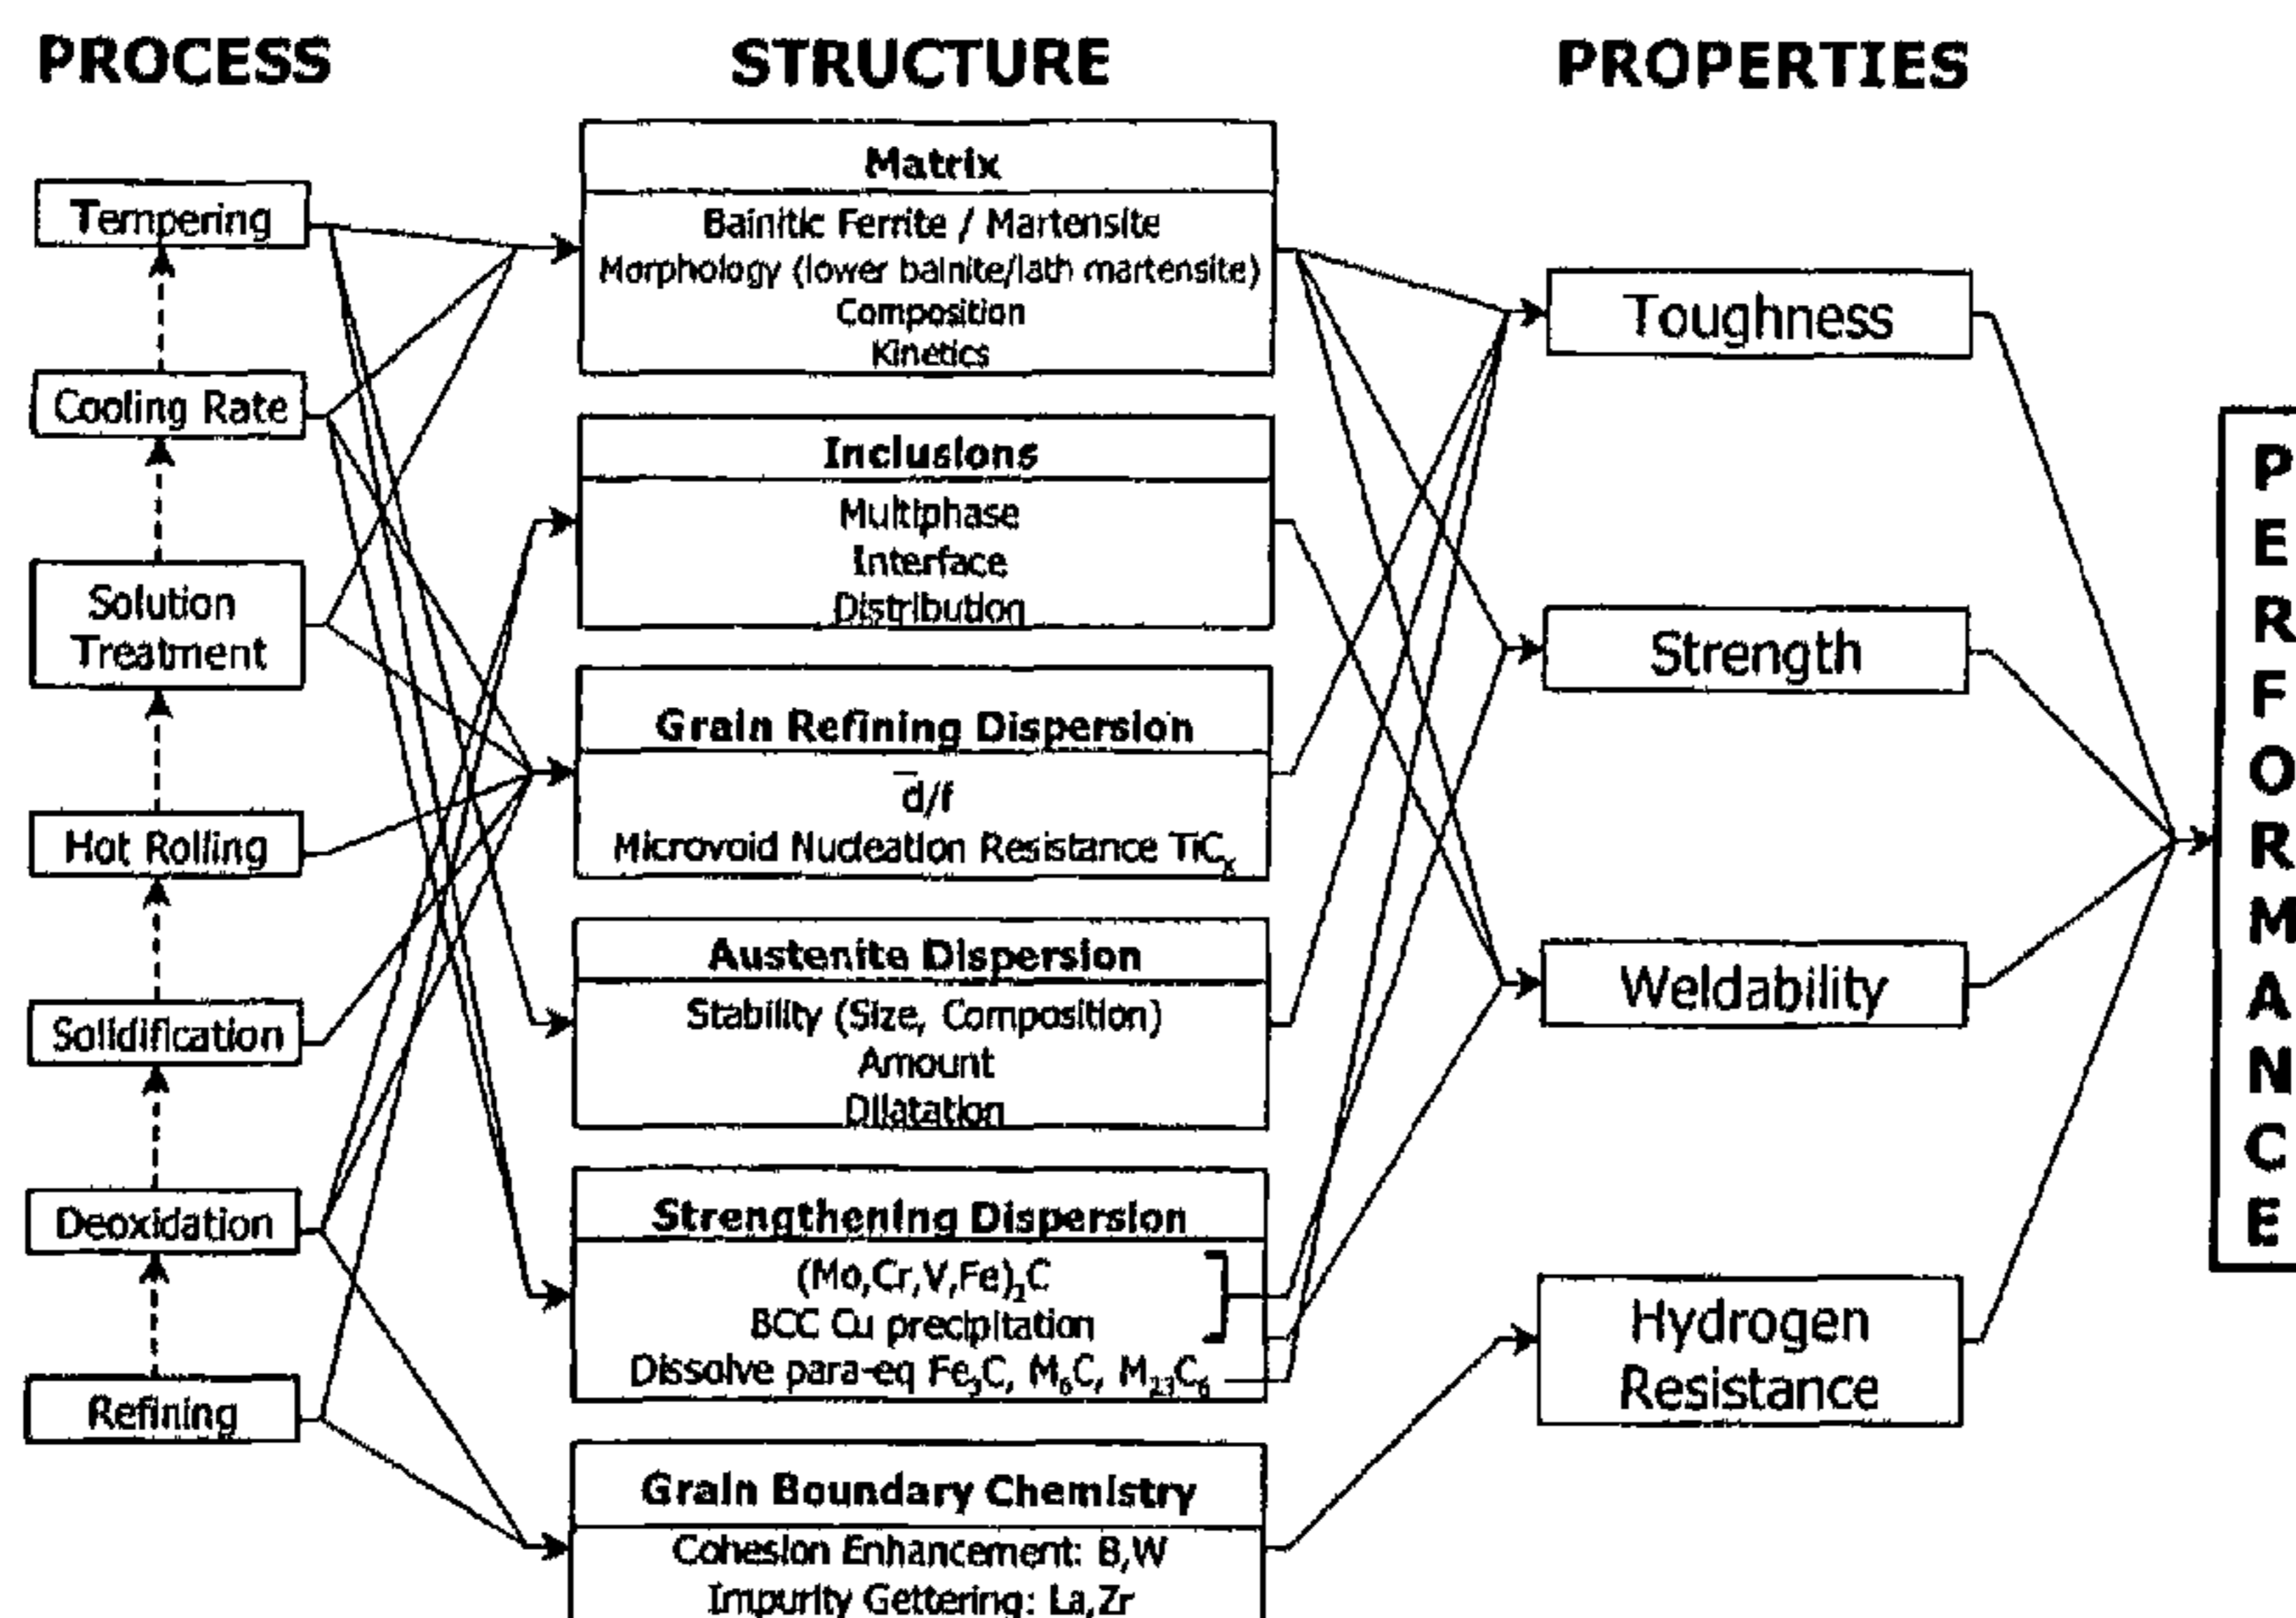 PROCESS
STRUCTURE
PROPERTIES
Tempering
Cooling Rate
Solution
Treatment
Hot Rolling
Solidification
Deoxidation
Refining
Matrix
Bainitic Ferrite / Martensite
Morphology (lower bainite/lath martensite)
Composition
Kinetics
Inclusions
Multiphase
Interface
Distribution
Grain Refining Dispersion
d̅/f
Microvoid Nucleation Resistance TiCₓ
Austenite Dispersion
Stability (Size, Composition)
Amount
Dilatation
Strengthening Dispersion
(Mo,Cr,V,Fe)₂C
BCC Cu precipitation
Dissolve para-eq Fe₃C, M₆C, M₂₃C₆
Grain Boundary Chemistry
Cohesion Enhancement: B,W
Impurity Gettering: La,Zr
Toughness
Strength
Weldability
Hydrogen
Resistance
PERFORMANCE